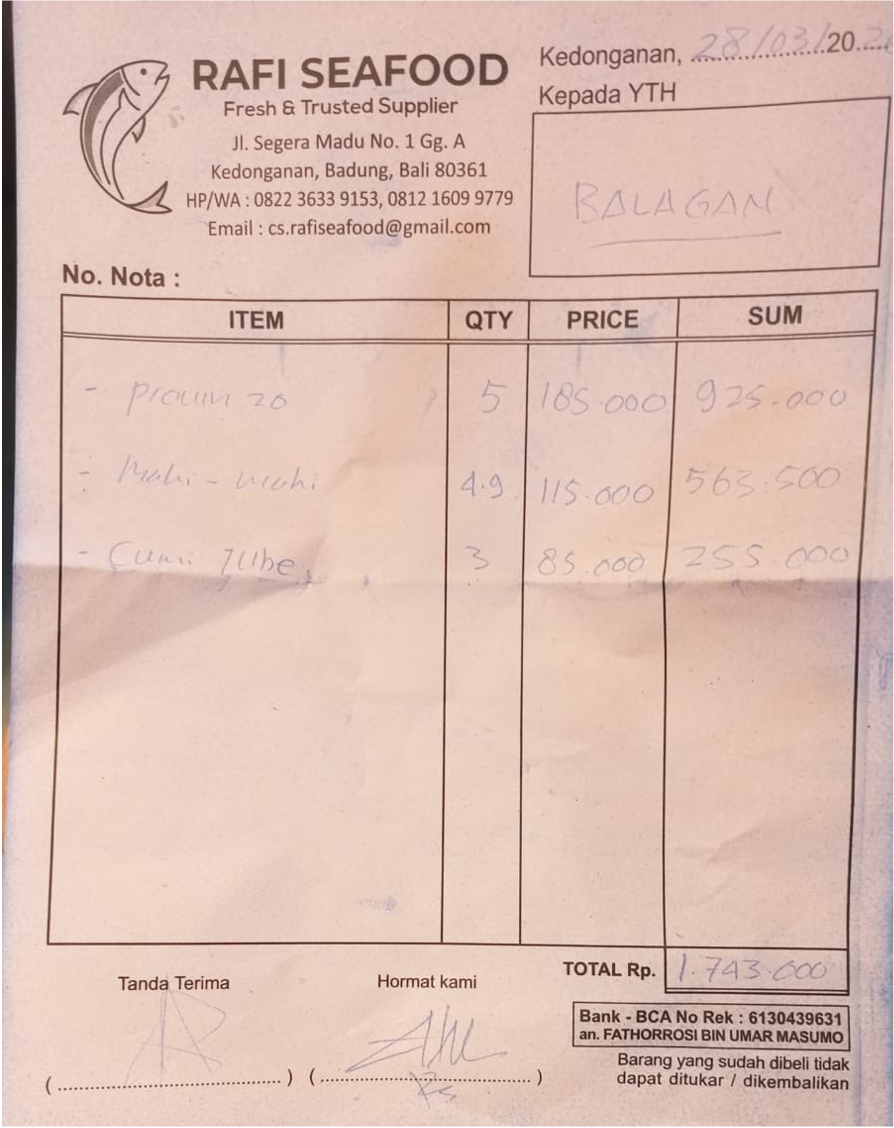 RAFI SEAFOOD
Fresh & Trusted Supplier
Jl. Segera Madu No. 1 Gg. A
Kedonganan, Badung, Bali 80361
HP/WA : 0822 3633 9153, 0812 1609 9779
Email : cs.rafiseafood@gmail.com
Kedonganan, 28/03/20
Kepada YTH
BALAGAN
No. Nota :
ITEM QTY PRICE SUM
- Prawn 20 5 185.000 925.000
- Mahi-mahi 4.9 115.000 563.500
- Cumi Tube 3 85.000 255.000
TOTAL Rp. 1.743.000
Tanda Terima Hormat kami
Bank - BCA No Rek : 6130439631
an. FATHORROSI BIN UMAR MASUMO
Barang yang sudah dibeli tidak
dapat ditukar / dikembalikan